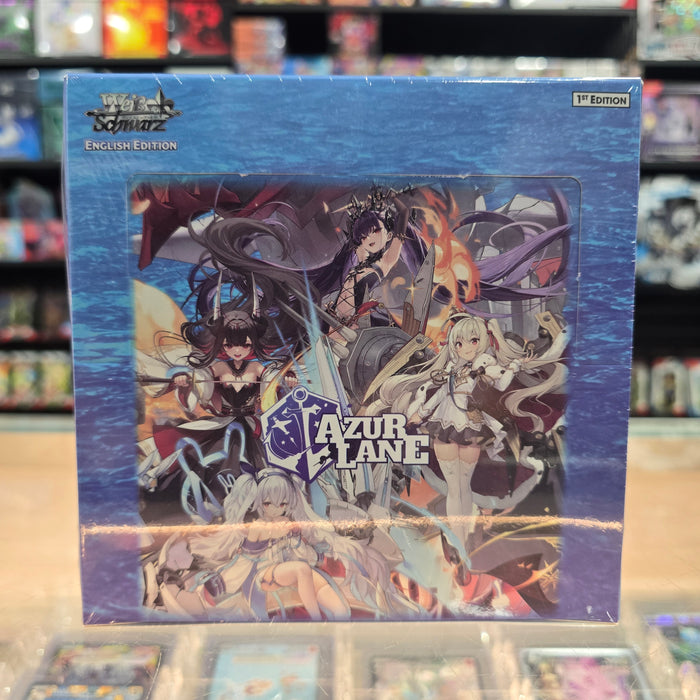 Weiß Schwarz
ENGLISH EDITION
1ST EDITION
AZUR
LANE